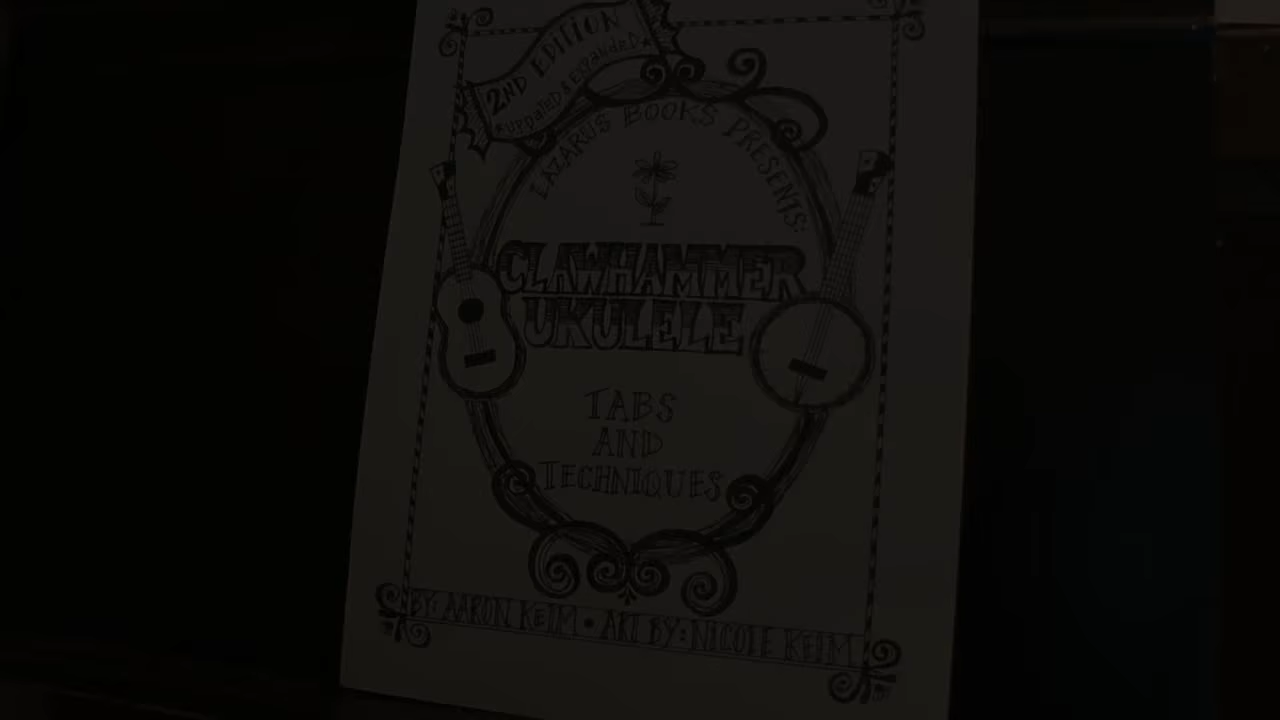 2ND EDITION
*UPDATED & EXPANDED*
LAZARUS BOOKS PRESENTS:
CLAWHAMMER
UKULELE
TABS
AND
TECHNIQUES
BY: AARON KEIM • ART BY: NICOLE KEIM